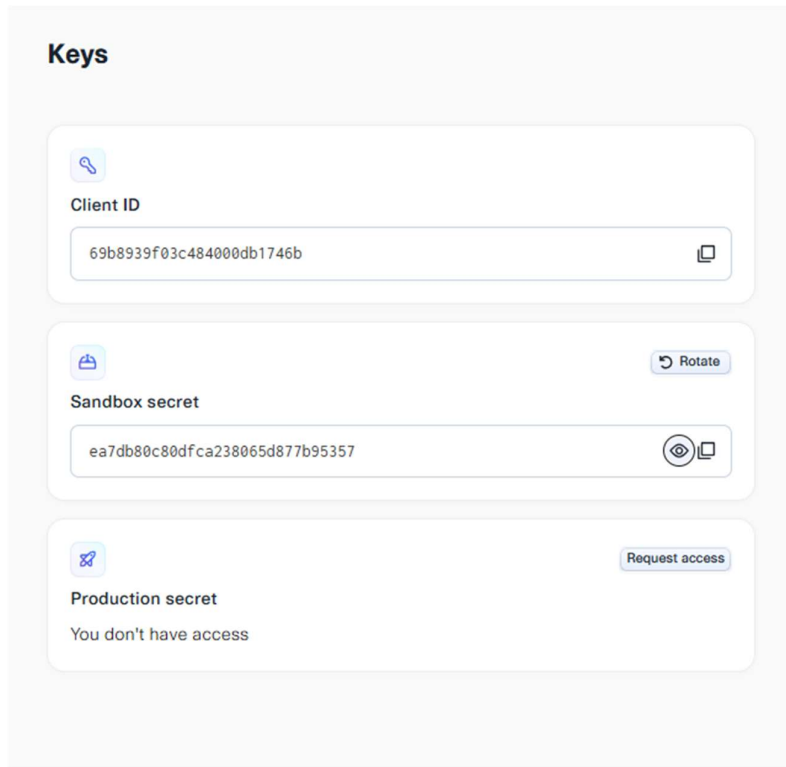 Keys
Client ID
69b8939f03c484000db1746b
Rotate
Sandbox secret
ea7db80c80dfca238065d877b95357
Request access
Production secret
You don't have access